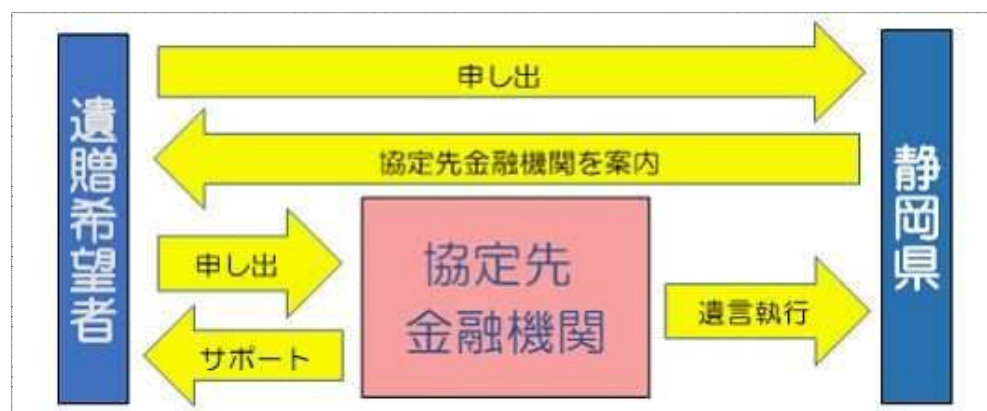 遺贈希望者
申し出
静岡県
協定先金融機関を案内
申し出
協定先
金融機関
遺言執行
サポート